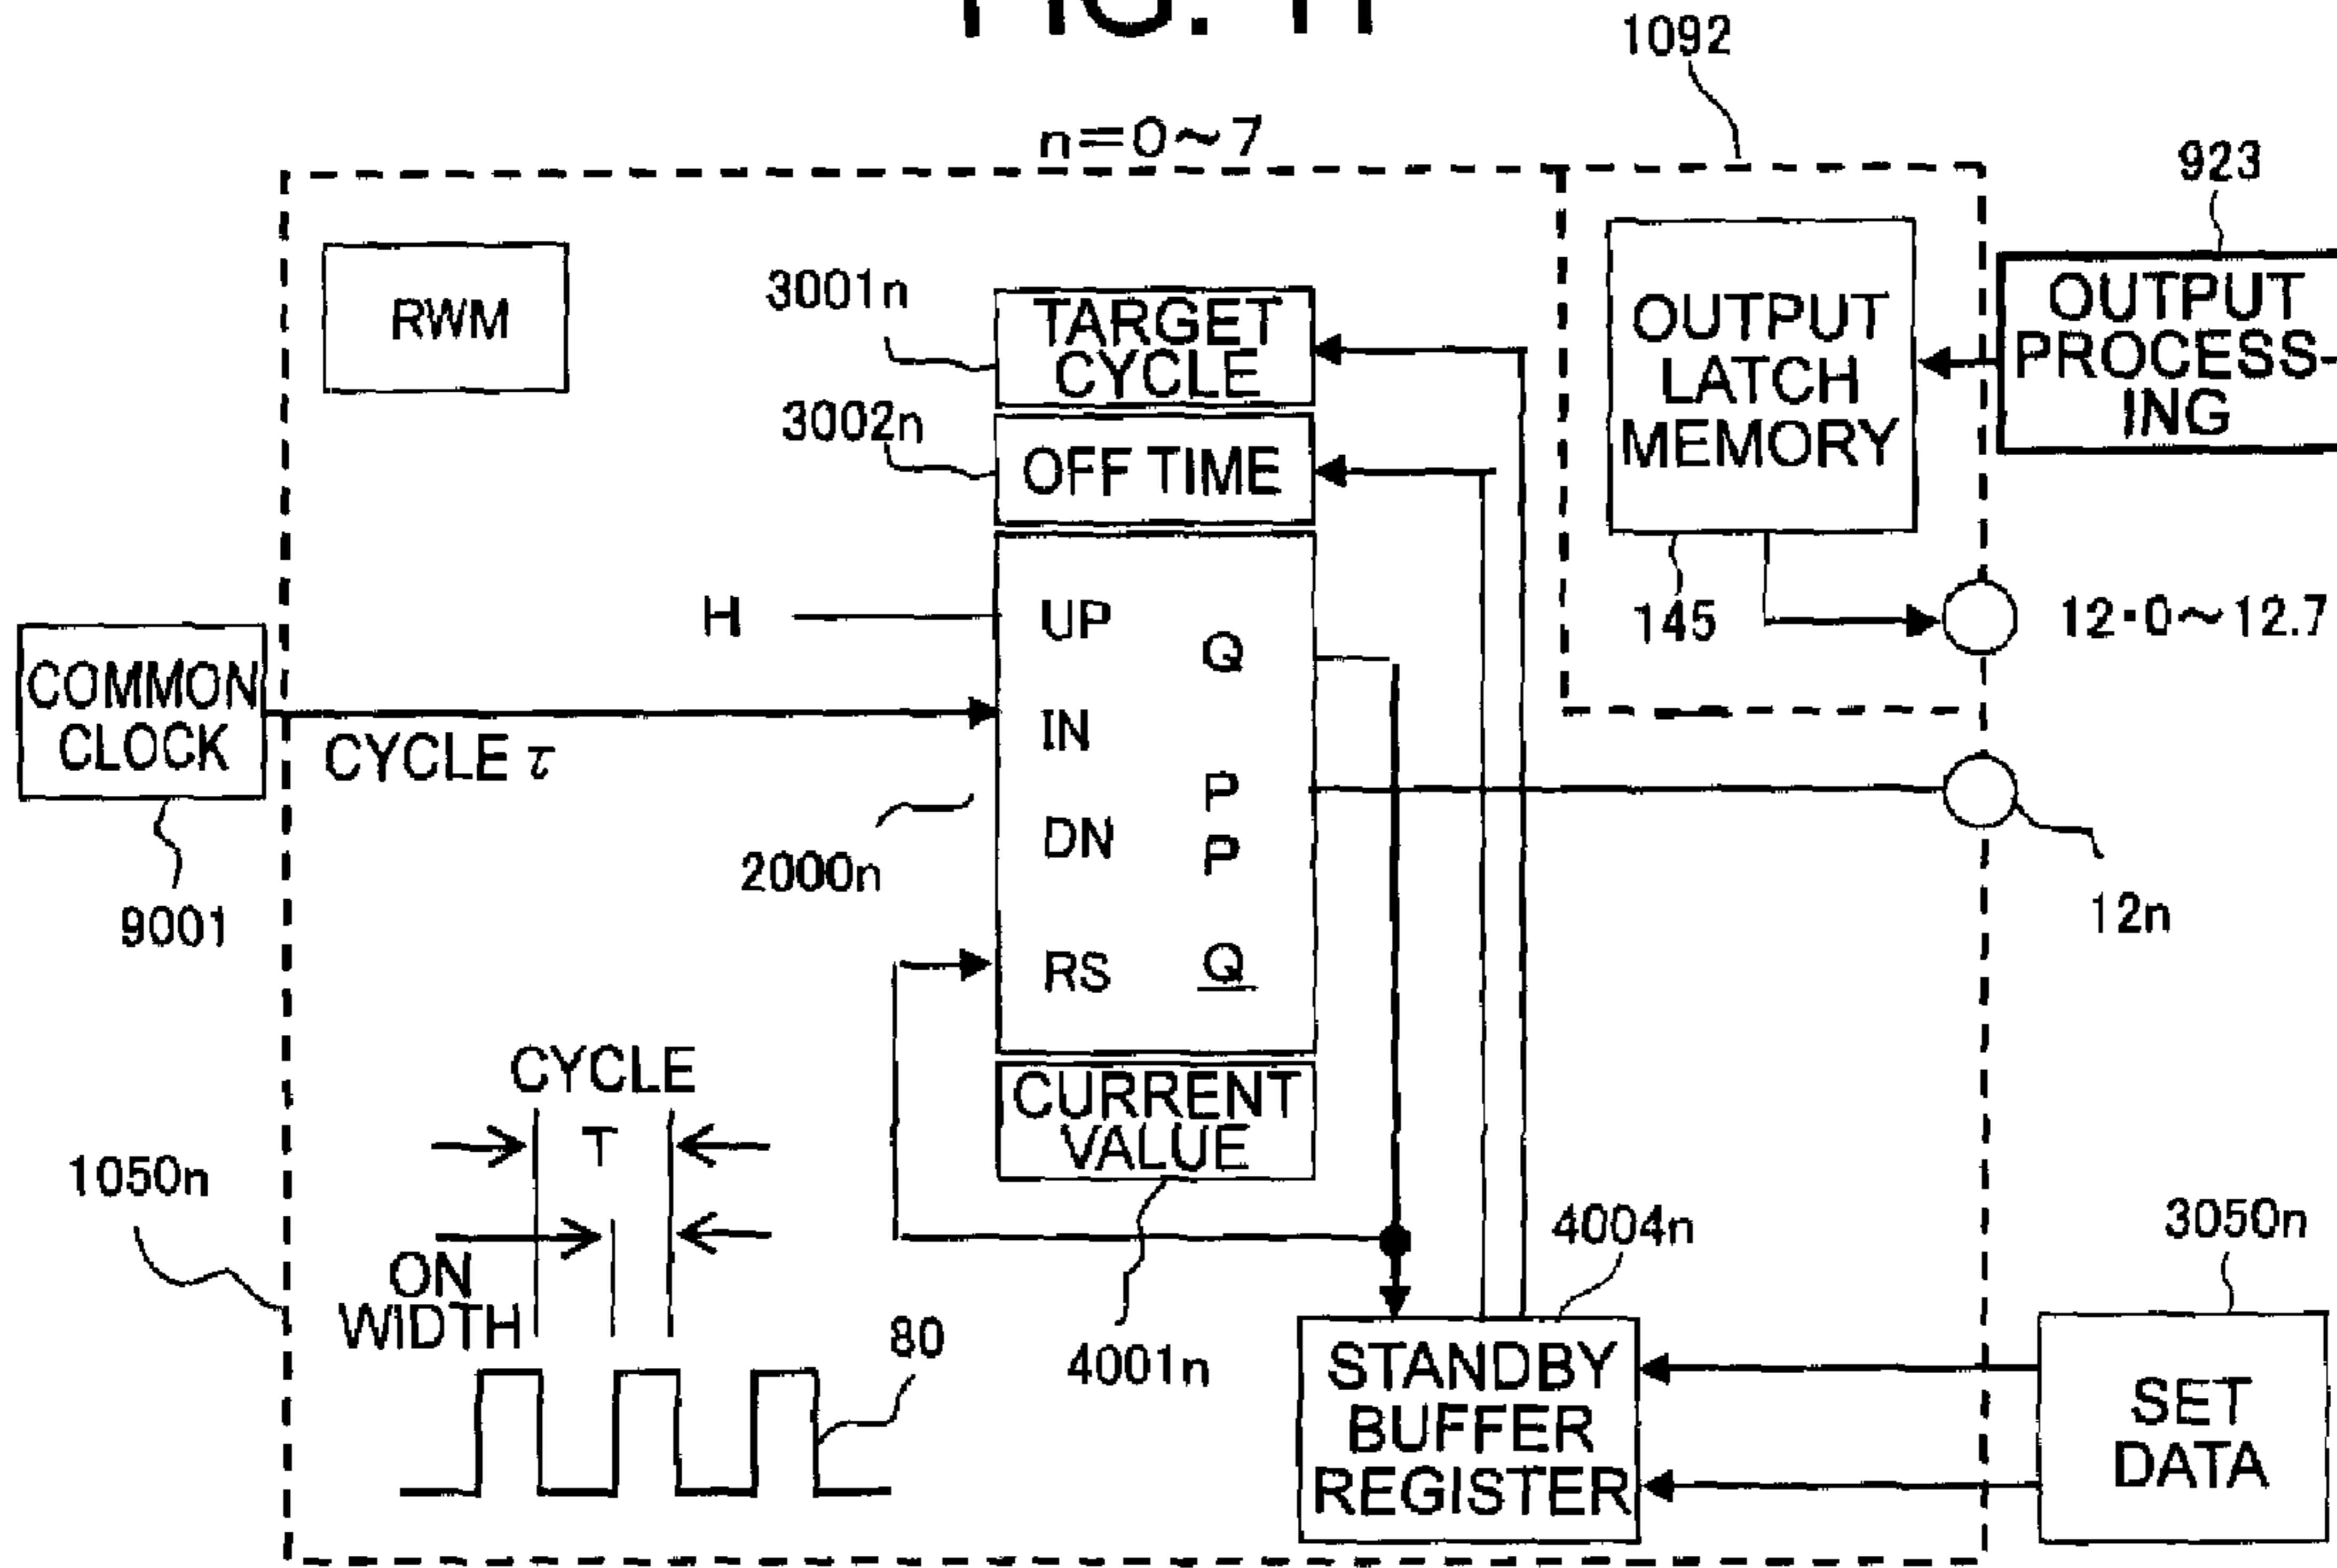 FIG. 11
1092
n=0~7
923
RWM
3001n
TARGET
CYCLE
3002n
OFF TIME
OUTPUT
LATCH
MEMORY
OUTPUT
PROCESS-
ING
H
UP
Q
145
12·0~12.7
COMMON
CLOCK
CYCLE τ
IN
P
DN
P
2000n
9001
12n
RS
Q
CYCLE
T
CURRENT
VALUE
1050n
4004n
3050n
ON
WIDTH
80
4001n
STANDBY
BUFFER
REGISTER
SET
DATA